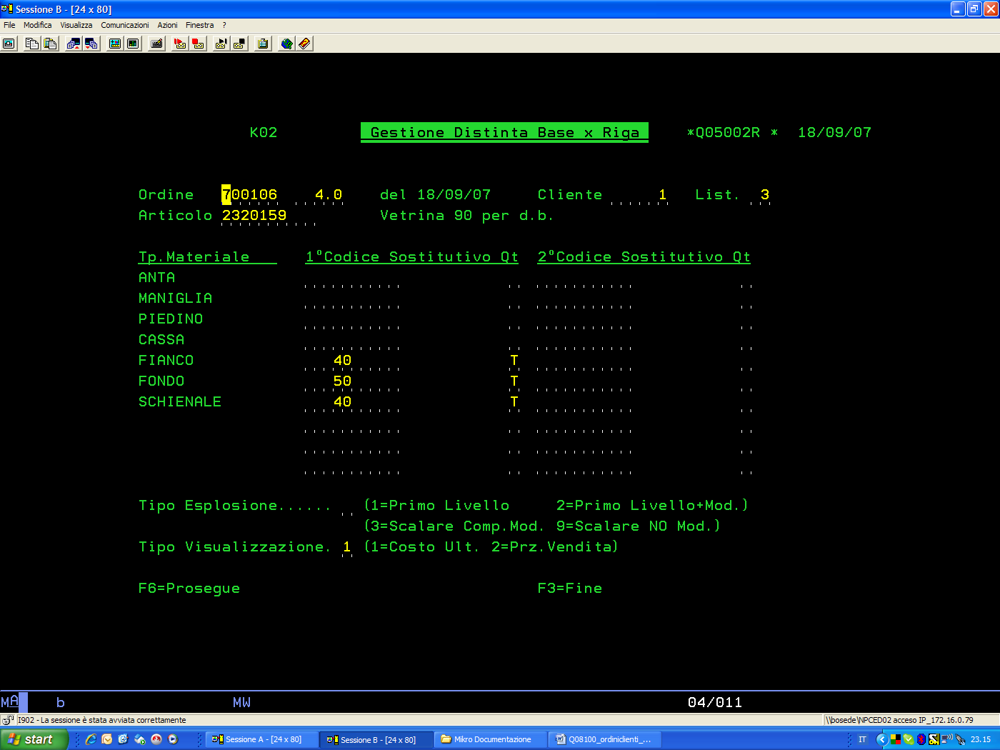 Sessione B - [24 x 80]
File Modifica Visualizza Comunicazioni Azioni Finestra ?
K02 Gestione Distinta Base x Riga *Q05002R * 18/09/07
Ordine 700106 4.0 del 18/09/07 Cliente 1 List. 3
Articolo 2320159 Vetrina 90 per d.b.
Tp.Materiale 1°Codice Sostitutivo Qt 2°Codice Sostitutivo Qt
ANTA
MANIGLIA
PIEDINO
CASSA
FIANCO 40 T
FONDO 50 T
SCHIENALE 40 T
Tipo Esplosione...... (1=Primo Livello 2=Primo Livello+Mod.)
(3=Scalare Comp.Mod. 9=Scalare NO Mod.)
Tipo Visualizzazione. 1 (1=Costo Ult. 2=Prz.Vendita)
F6=Prosegue F3=Fine
MA b MW 04/011
I902 - La sessione è stata avviata correttamente \\bosede\NPCED02 acceso IP_172.16.0.79
start Sessione A - [24 x 80] Sessione B - [24 x 80] Mikro Documentazione Q08100_ordiniclienti_... IT 23.15